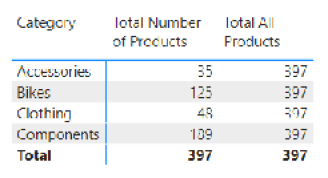 Category Total Number of Products Total All Products
Accessories 35 397
Bikes 125 397
Clothing 48 397
Components 189 397
Total 397 397